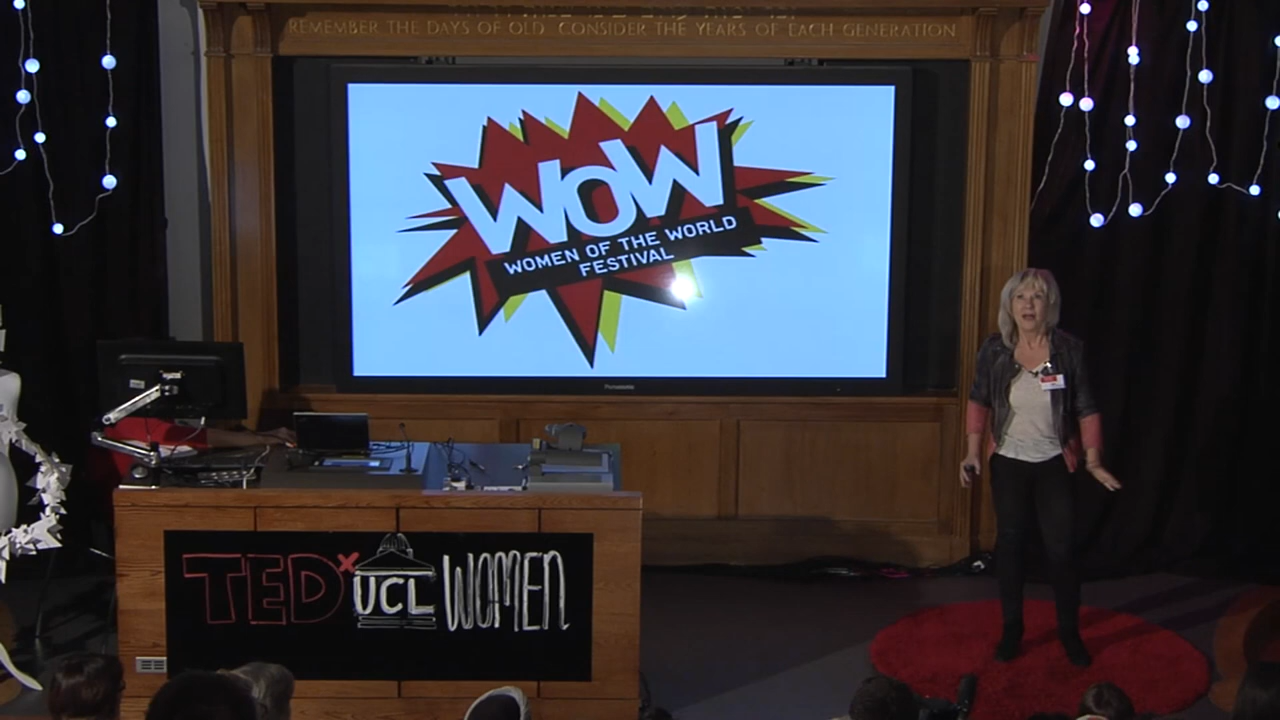 REMEMBER THE DAYS OF OLD CONSIDER THE YEARS OF EACH GENERATION
WOW
WOMEN OF THE WORLD
FESTIVAL
Panasonic
TEDx UCL WOMEN